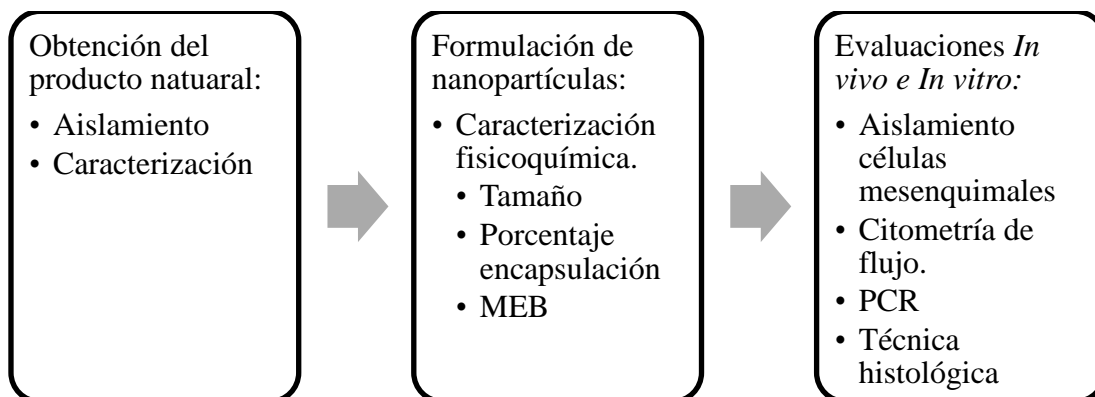 Obtención del
producto natuaral:
• Aislamiento
• Caracterización
Formulación de
nanopartículas:
• Caracterización
fisicoquímica.
• Tamaño
• Porcentaje
encapsulación
• MEB
Evaluaciones In
vivo e In vitro:
• Aislamiento
células
mesenquimales
• Citometría de
flujo.
• PCR
• Técnica
histológica